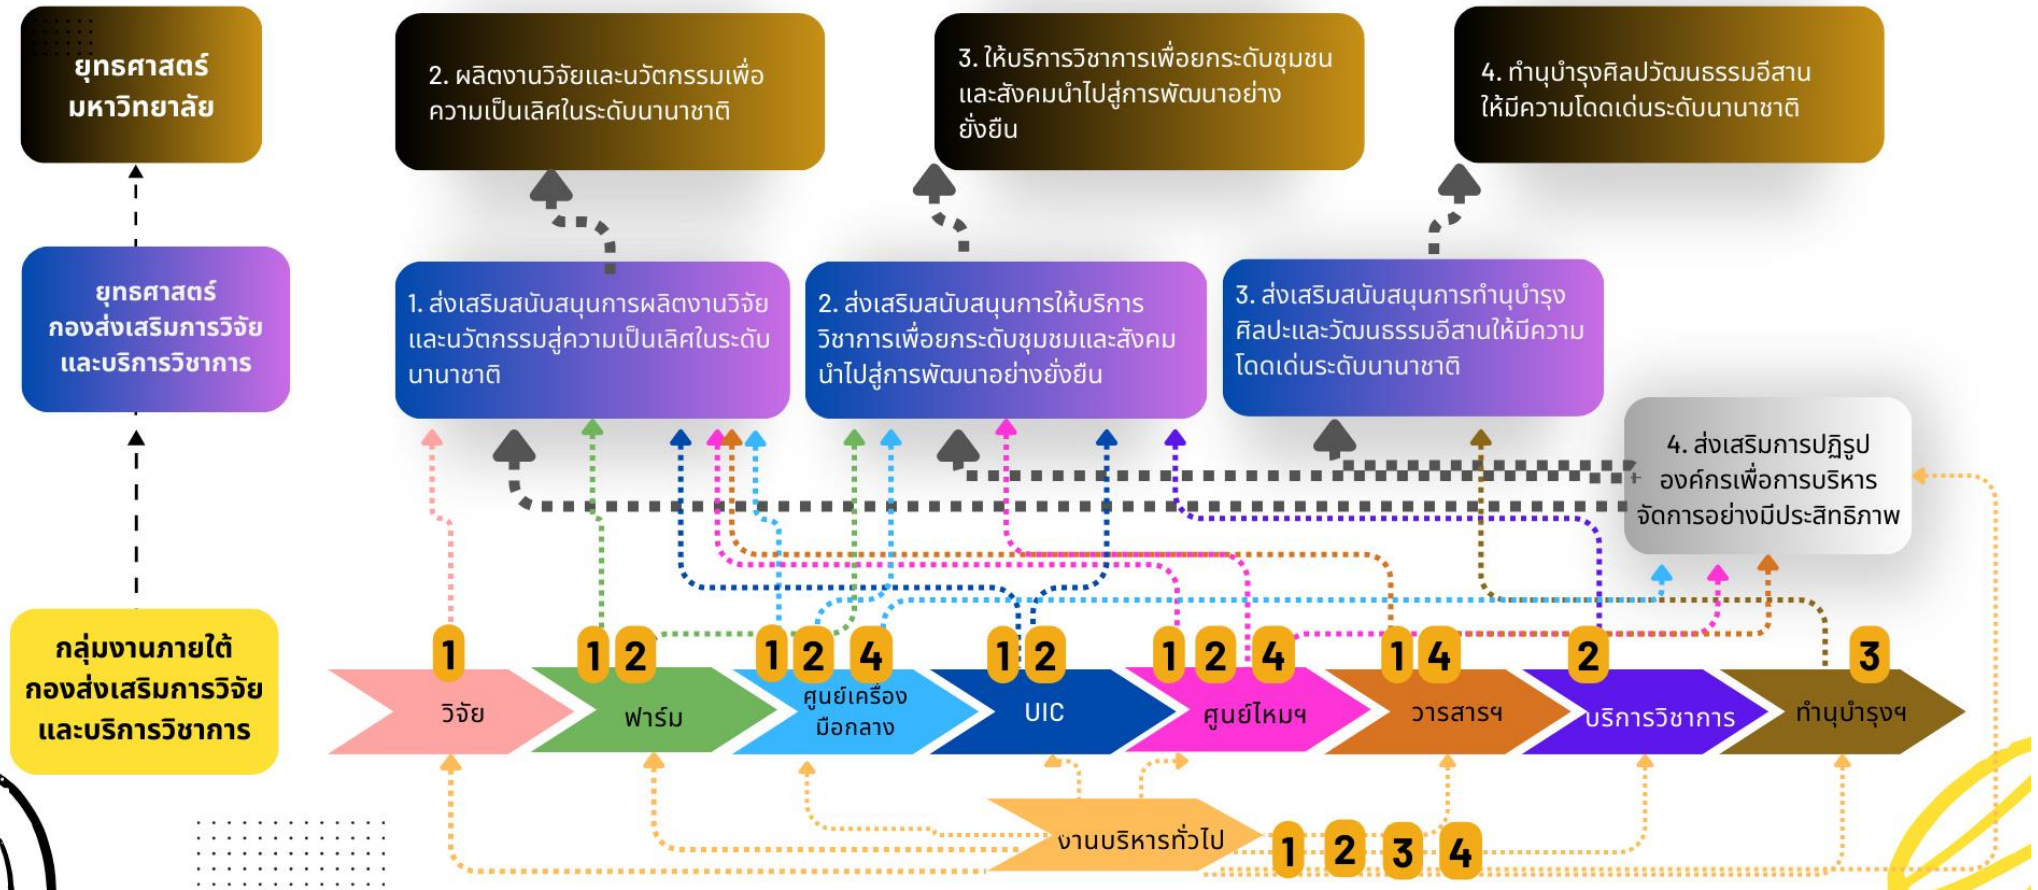 ยุทธศาสตร์
มหาวิทยาลัย
2. ผลิตงานวิจัยและนวัตกรรมเพื่อ
ความเป็นเลิศในระดับนานาชาติ
3. ให้บริการวิชาการเพื่อยกระดับชุมชน
และสังคมนำไปสู่การพัฒนาอย่าง
ยั่งยืน
4. ทำนุบำรุงศิลปวัฒนธรรมอีสาน
ให้มีความโดดเด่นระดับนานาชาติ
ยุทธศาสตร์
กองส่งเสริมการวิจัย
และบริการวิชาการ
1. ส่งเสริมสนับสนุนการผลิตงานวิจัย
และนวัตกรรมสู่ความเป็นเลิศในระดับ
นานาชาติ
2. ส่งเสริมสนับสนุนการให้บริการ
วิชาการเพื่อยกระดับชุมชมและสังคม
นำไปสู่การพัฒนาอย่างยั่งยืน
3. ส่งเสริมสนับสนุนการทำนุบำรุง
ศิลปะและวัฒนธรรมอีสานให้มีความ
โดดเด่นระดับนานาชาติ
4. ส่งเสริมการปฏิรูป
องค์กรเพื่อการบริหาร
จัดการอย่างมีประสิทธิภาพ
กลุ่มงานภายใต้
กองส่งเสริมการวิจัย
และบริการวิชาการ
1
1 2
1 2 4
1 2
1 2 4
1 4
2
3
วิจัย
ฟาร์ม
ศูนย์เครื่อง
มือกลาง
UIC
ศูนย์ไหมฯ
วารสารฯ
บริการวิชาการ
ทำนุบำรุงฯ
งานบริหารทั่วไป
1 2 3 4